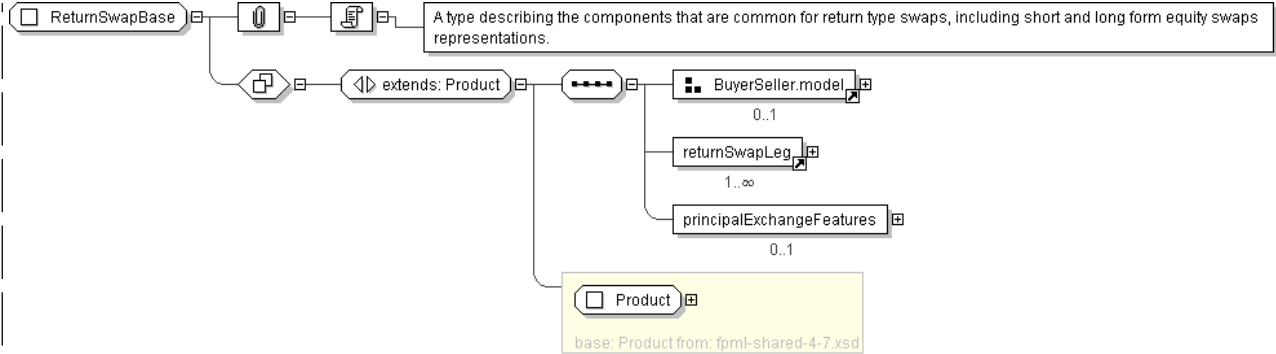 ReturnSwapBase
A type describing the components that are common for return type swaps, including short and long form equity swaps
representations.
extends: Product
BuyerSeller.model
0..1
returnSwapLeg
1..∞
principalExchangeFeatures
0..1
Product
base: Product from: fpml-shared-4-7.xsd